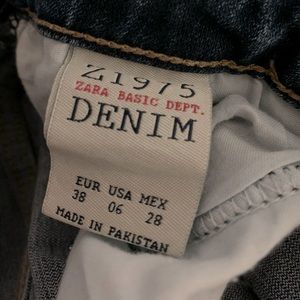 Z1975
ZARA BASIC DEPT.
DENIM
EUR USA MEX
38 06 28
MADE IN PAKISTAN